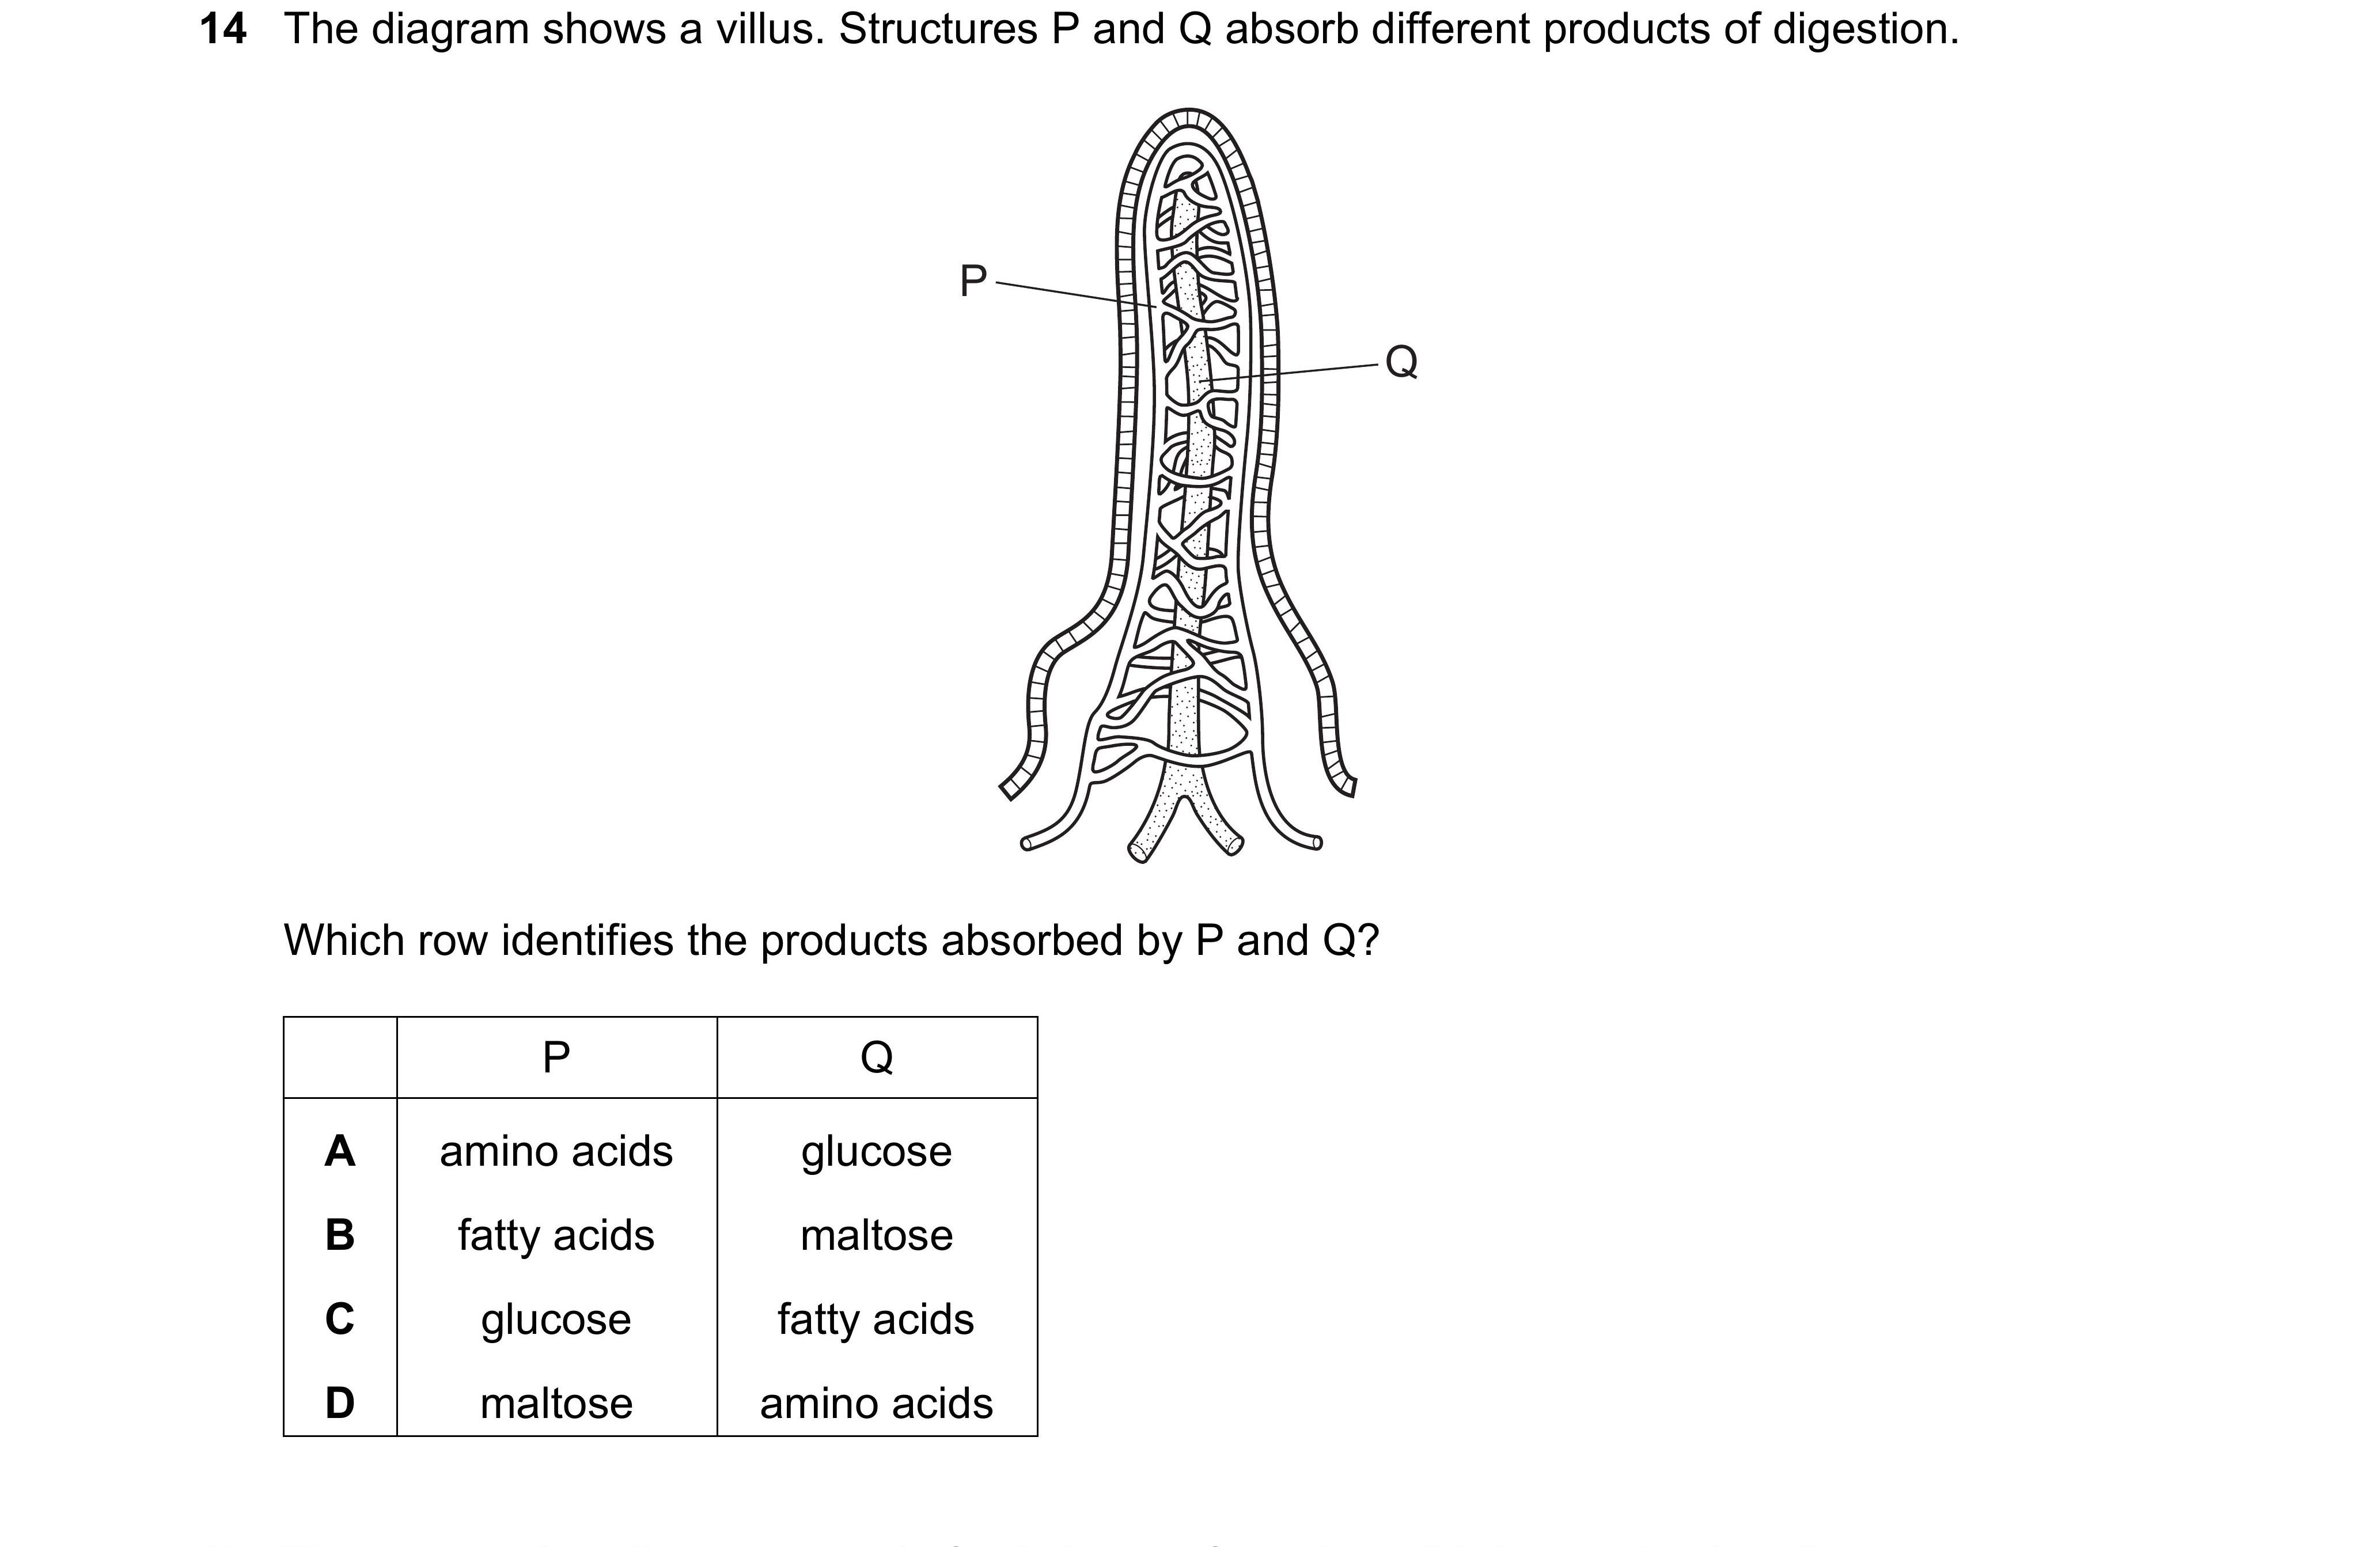 14 The diagram shows a villus. Structures P and Q absorb different products of digestion.
P
Q
Which row identifies the products absorbed by P and Q?
P Q
A amino acids glucose
B fatty acids maltose
C glucose fatty acids
D maltose amino acids